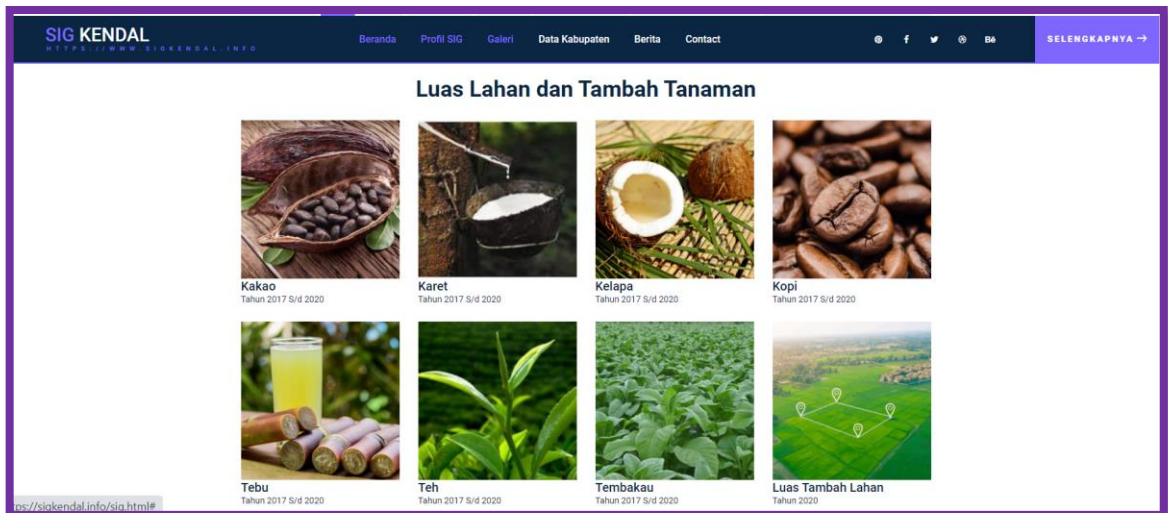 SIG KENDAL
HTTPS://WWW.SIGKENDAL.INFO
Beranda Profil SIG Galeri Data Kabupaten Berita Contact
Bē
SELENGKAPNYA →
Luas Lahan dan Tambah Tanaman
Kakao Karet Kelapa Kopi
Tahun 2017 S/d 2020 Tahun 2017 S/d 2020 Tahun 2017 S/d 2020 Tahun 2017 S/d 2020
Tebu Teh Tembakau Luas Tambah Lahan
Tahun 2017 S/d 2020 Tahun 2017 S/d 2020 Tahun 2017 S/d 2020 Tahun 2020
tps://sigkendal.info/sig.html#